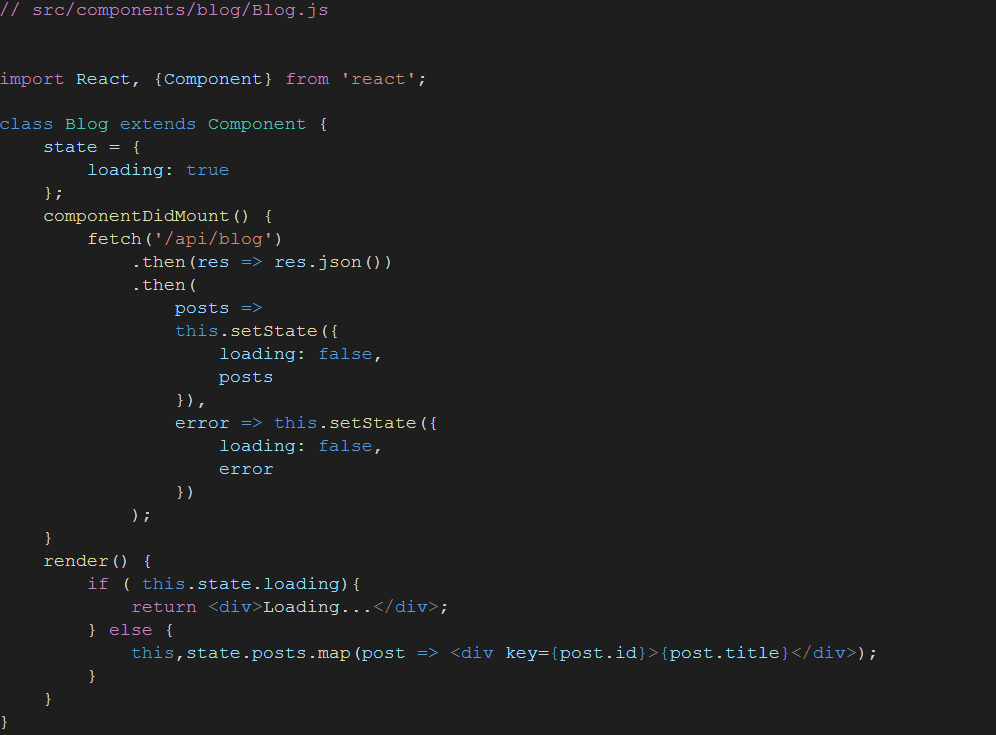 // src/components/blog/Blog.js
import React, {Component} from 'react';
class Blog extends Component {
    state = {
        loading: true
    };
    componentDidMount() {
        fetch('/api/blog')
            .then(res => res.json())
            .then(
                posts =>
                this.setState({
                    loading: false,
                    posts
                }),
                error => this.setState({
                    loading: false,
                    error
                })
            );
    }
    render() {
        if ( this.state.loading){
            return <div>Loading...</div>;
        } else {
            this,state.posts.map(post => <div key={post.id}>{post.title}</div>);
        }
    }
}